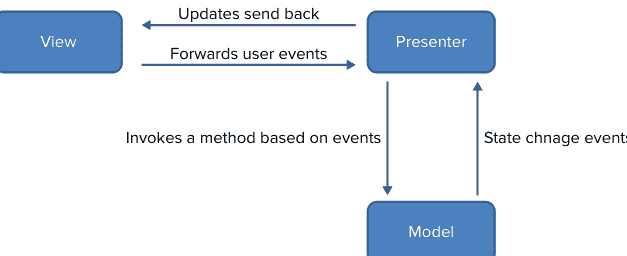 Updates send back
View
Presenter
Forwards user events
Invokes a method based on events
State chnage events
Model